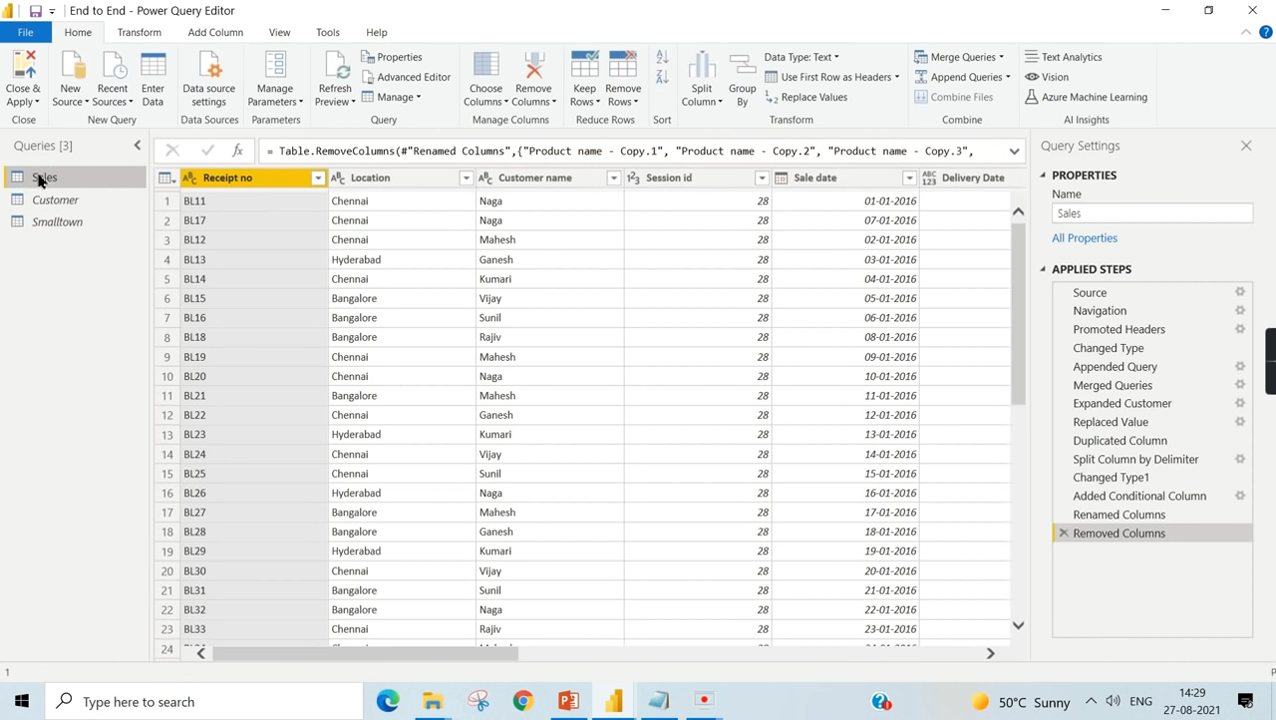 End to End - Power Query Editor
File Home Transform Add Column View Tools Help
Close & Apply
New Source
Recent Sources
Enter Data
Data source settings
Manage Parameters
Refresh Preview
Properties
Advanced Editor
Manage
Choose Columns
Remove Columns
Keep Rows
Remove Rows
Split Column
Group By
Data Type: Text
Use First Row as Headers
Replace Values
Merge Queries
Append Queries
Combine Files
Text Analytics
Vision
Azure Machine Learning
Close New Query Data Sources Parameters Query Manage Columns Reduce Rows Sort Transform Combine AI Insights
Queries [3]
Sales
Customer
Smalltown
fx = Table.RemoveColumns(#"Renamed Columns",{"Product name - Copy.1", "Product name - Copy.2", "Product name - Copy.3",
ABC Receipt no ABC Location ABC Customer name 123 Session id Sale date ABC 123 Delivery Date
1 BL11 Chennai Naga 28 01-01-2016
2 BL17 Chennai Naga 28 07-01-2016
3 BL12 Chennai Mahesh 28 02-01-2016
4 BL13 Hyderabad Ganesh 28 03-01-2016
5 BL14 Chennai Kumari 28 04-01-2016
6 BL15 Bangalore Vijay 28 05-01-2016
7 BL16 Bangalore Sunil 28 06-01-2016
8 BL18 Bangalore Rajiv 28 08-01-2016
9 BL19 Chennai Mahesh 28 09-01-2016
10 BL20 Chennai Naga 28 10-01-2016
11 BL21 Bangalore Mahesh 28 11-01-2016
12 BL22 Chennai Ganesh 28 12-01-2016
13 BL23 Hyderabad Kumari 28 13-01-2016
14 BL24 Chennai Vijay 28 14-01-2016
15 BL25 Chennai Sunil 28 15-01-2016
16 BL26 Hyderabad Naga 28 16-01-2016
17 BL27 Bangalore Mahesh 28 17-01-2016
18 BL28 Bangalore Ganesh 28 18-01-2016
19 BL29 Hyderabad Kumari 28 19-01-2016
20 BL30 Chennai Vijay 28 20-01-2016
21 BL31 Bangalore Sunil 28 21-01-2016
22 BL32 Bangalore Naga 28 22-01-2016
23 BL33 Chennai Rajiv 28 23-01-2016
24
Query Settings
PROPERTIES
Name
Sales
All Properties
APPLIED STEPS
Source
Navigation
Promoted Headers
Changed Type
Appended Query
Merged Queries
Expanded Customer
Replaced Value
Duplicated Column
Split Column by Delimiter
Changed Type1
Added Conditional Column
Renamed Columns
Removed Columns
1
Type here to search
50°C Sunny
ENG
14:29
27-08-2021